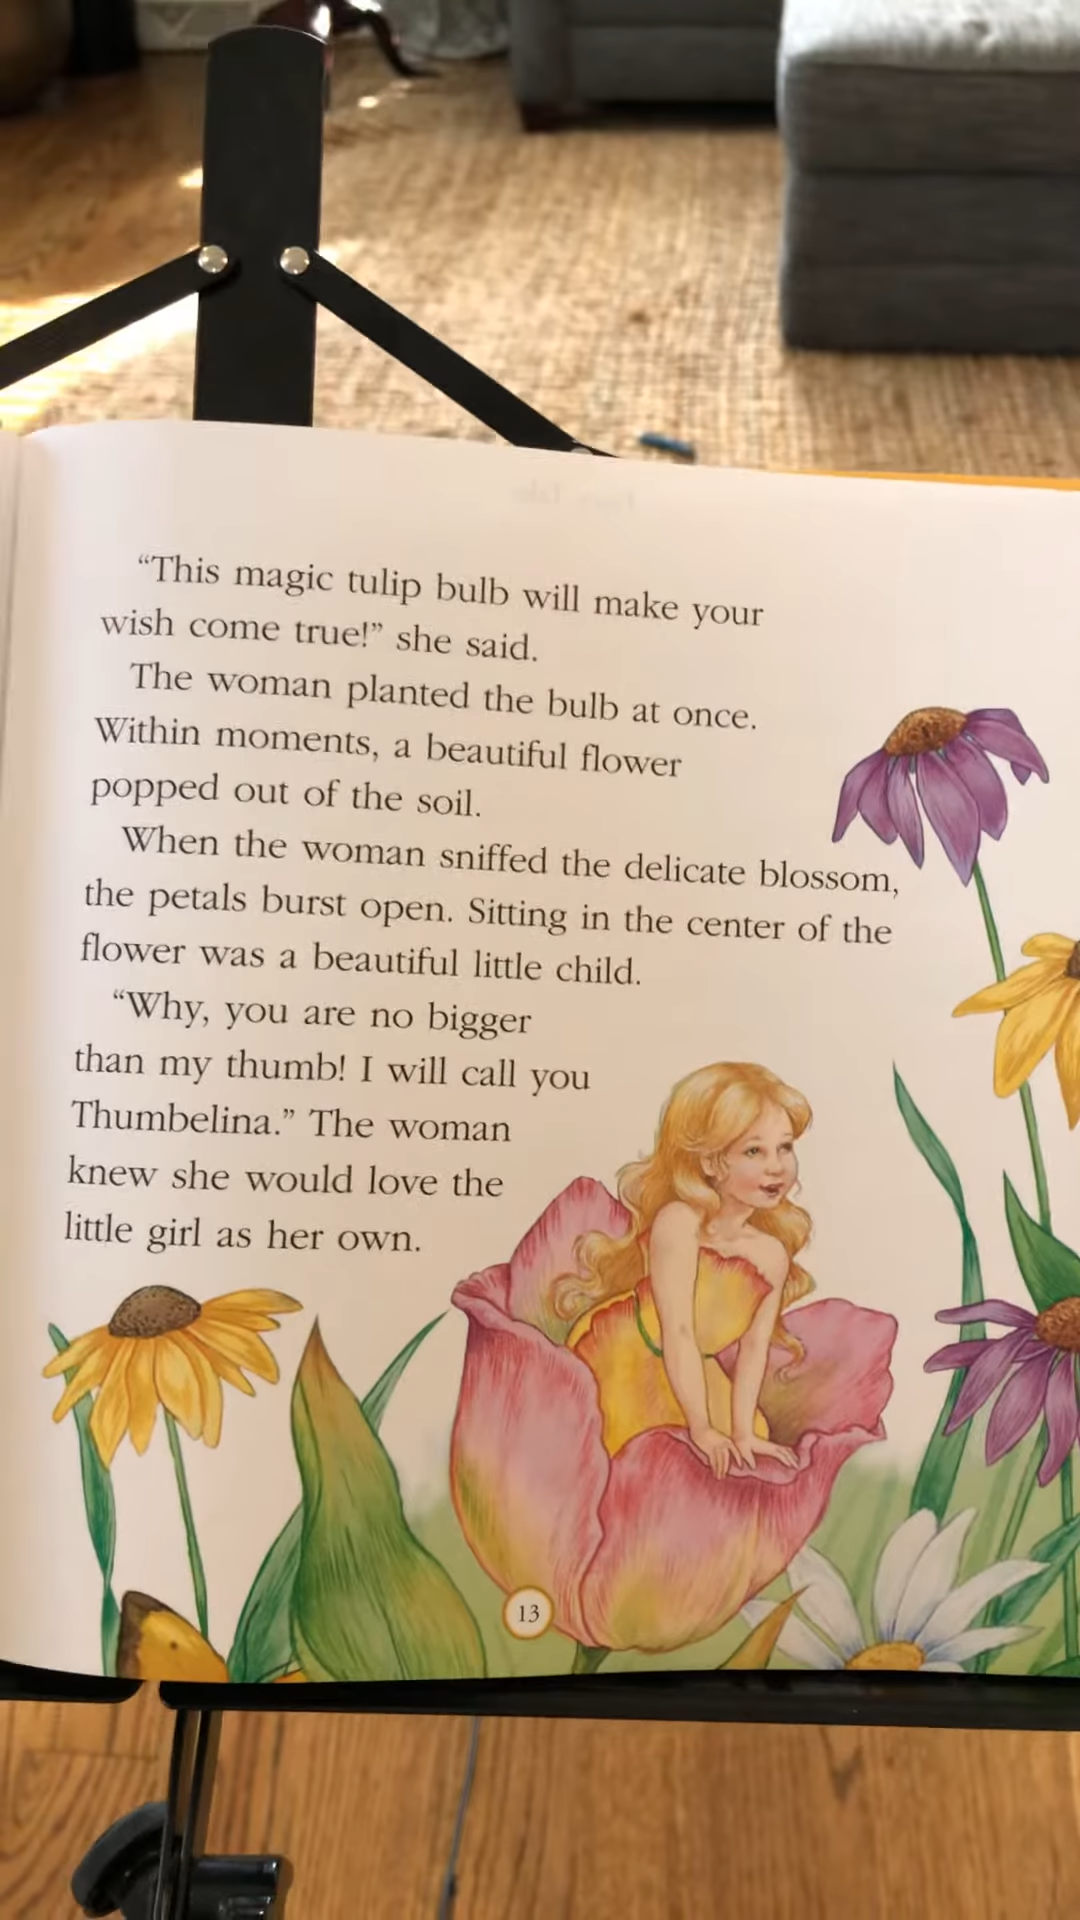 “This magic tulip bulb will make your
wish come true!” she said.
The woman planted the bulb at once.
Within moments, a beautiful flower
popped out of the soil.
When the woman sniffed the delicate blossom,
the petals burst open. Sitting in the center of the
flower was a beautiful little child.
“Why, you are no bigger
than my thumb! I will call you
Thumbelina.” The woman
knew she would love the
little girl as her own.
13